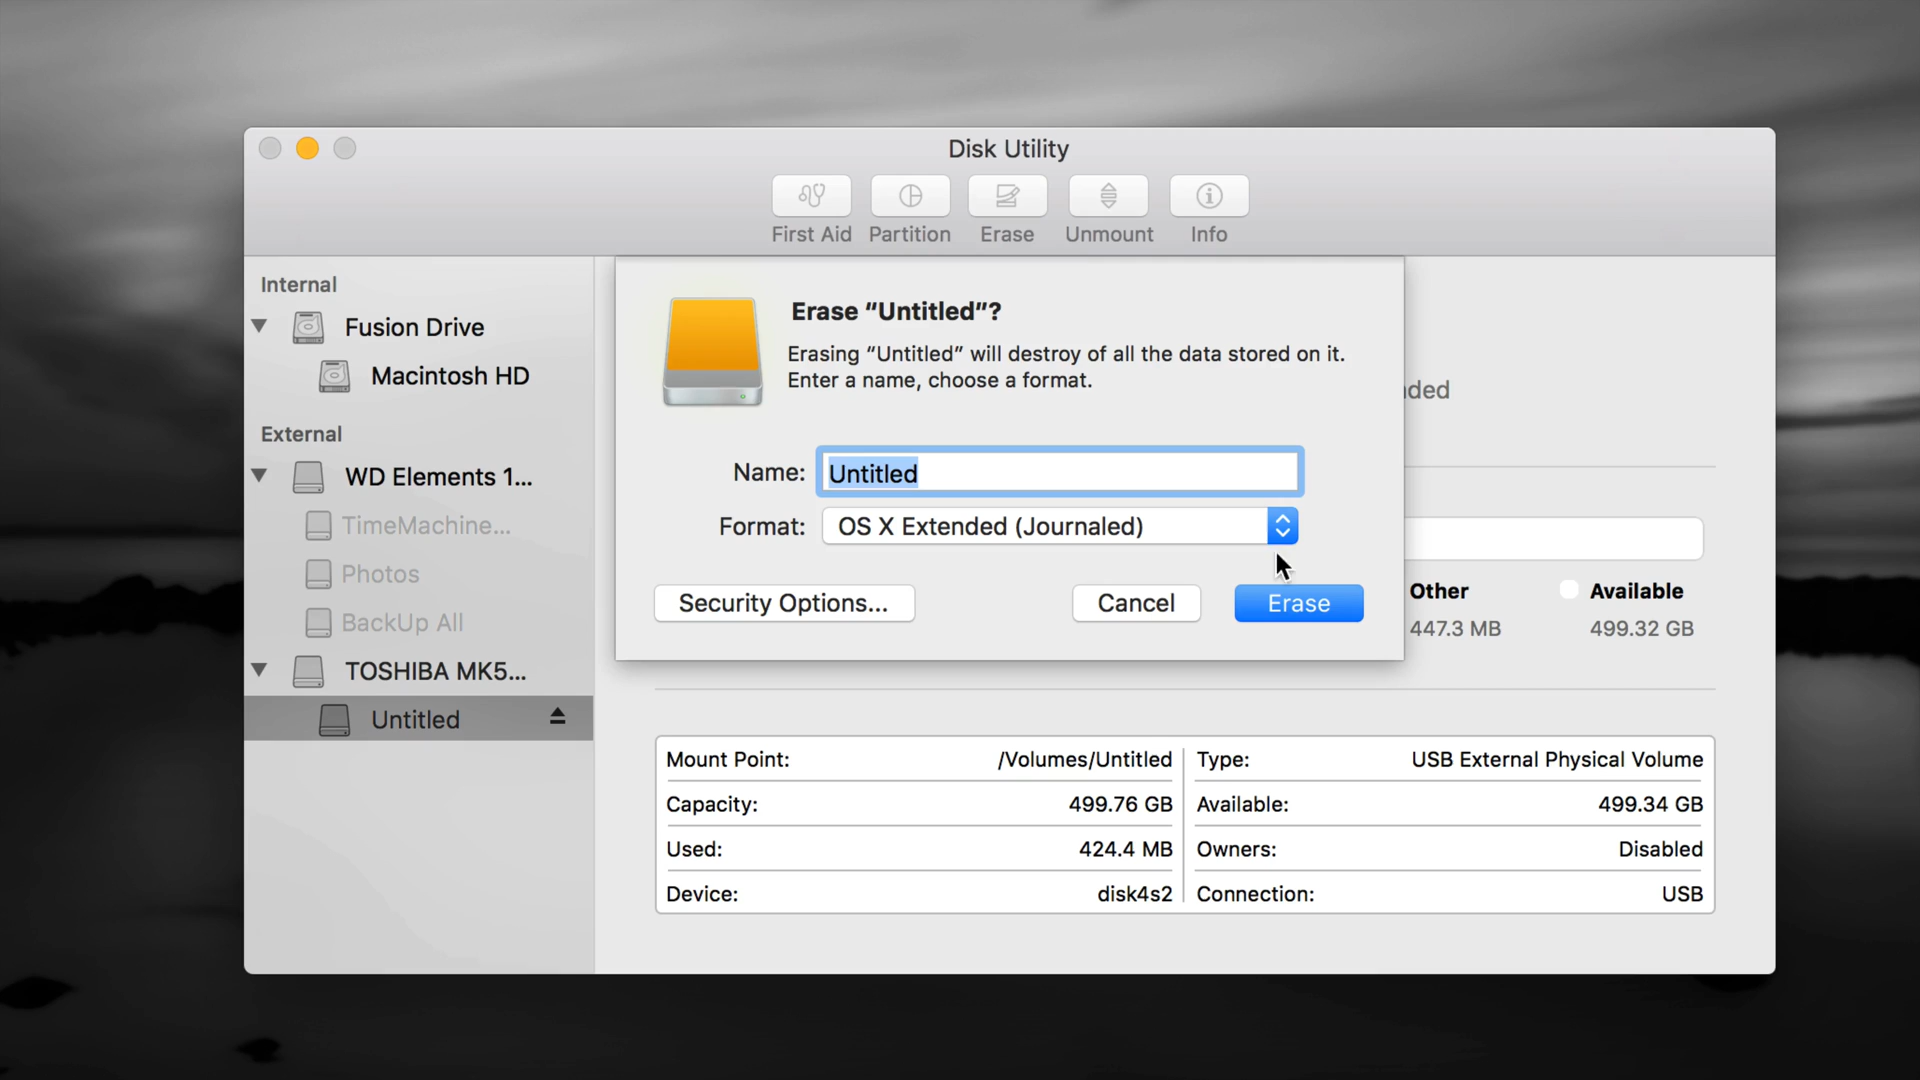 Disk Utility
First Aid
Partition
Erase
Unmount
Info
Internal
Fusion Drive
Macintosh HD
External
WD Elements 1...
TimeMachine...
Photos
BackUp All
TOSHIBA MK5...
Untitled
Erase “Untitled”?
Erasing “Untitled” will destroy of all the data stored on it.
Enter a name, choose a format.
Name: Untitled
Format: OS X Extended (Journaled)
Security Options...
Cancel
Erase
ded
Other
447.3 MB
Available
499.32 GB
Mount Point: /Volumes/Untitled
Capacity: 499.76 GB
Used: 424.4 MB
Device: disk4s2
Type: USB External Physical Volume
Available: 499.34 GB
Owners: Disabled
Connection: USB